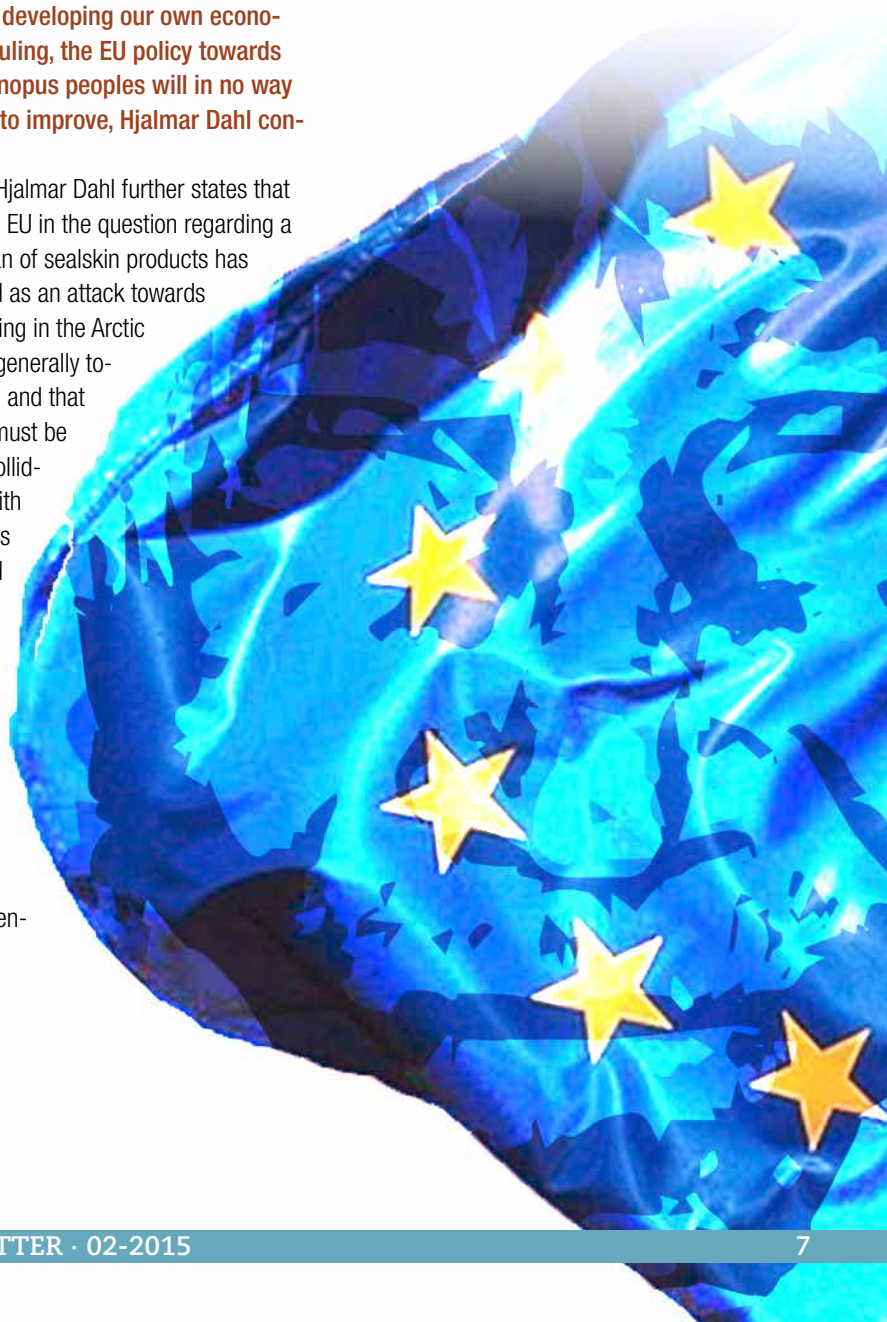 developing our own econo-
uling, the EU policy towards
nopus peoples will in no way
to improve, Hjalmar Dahl con-
Hjalmar Dahl further states that
EU in the question regarding a
n of sealskin products has
as an attack towards
ing in the Arctic
generally to-
and that
must be
ollid-
ith
s
en-
TTER · 02-2015
7